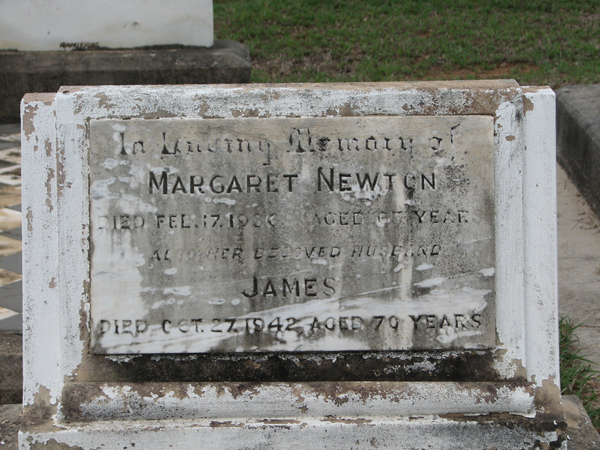 In Loving Memory of
MARGARET NEWTON
DIED FEB. 17. AGED YEARS
ALSO HER BELOVED HUSBAND
JAMES
DIED OCT. 27. 1942 AGED 70 YEARS